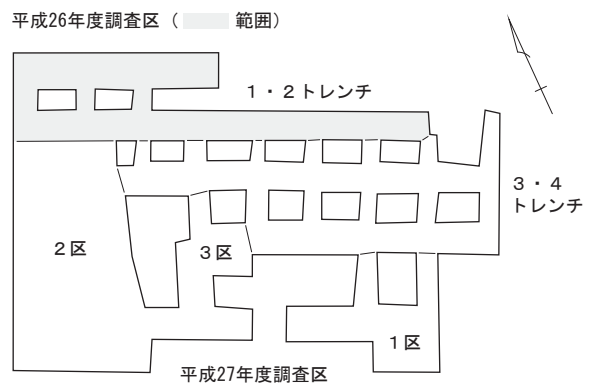 平成26年度調査区（　　範囲）
１・２トレンチ
３・４
トレンチ
２区
３区
１区
平成27年度調査区